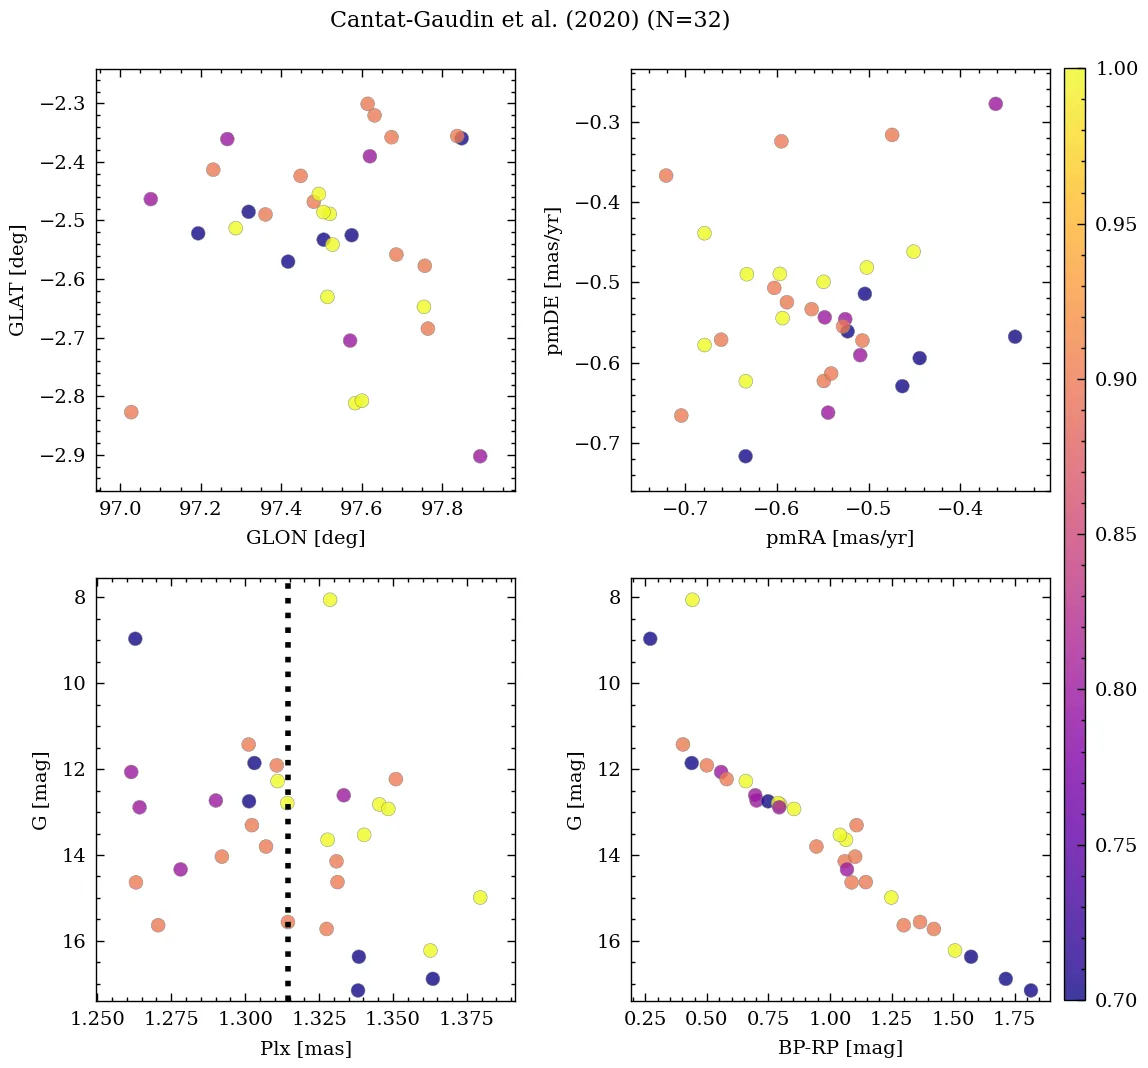 Cantat-Gaudin et al. (2020) (N=32)
−2.3
−2.4
−2.5
−2.6
−2.7
−2.8
−2.9
GLAT [deg]
97.0 97.2 97.4 97.6 97.8
GLON [deg]
−0.3
−0.4
−0.5
−0.6
−0.7
pmDE [mas/yr]
−0.7 −0.6 −0.5 −0.4
pmRA [mas/yr]
8
10
12
14
16
G [mag]
1.250 1.275 1.300 1.325 1.350 1.375
Plx [mas]
8
10
12
14
16
G [mag]
0.25 0.50 0.75 1.00 1.25 1.50 1.75
BP-RP [mag]
1.00
0.95
0.90
0.85
0.80
0.75
0.70